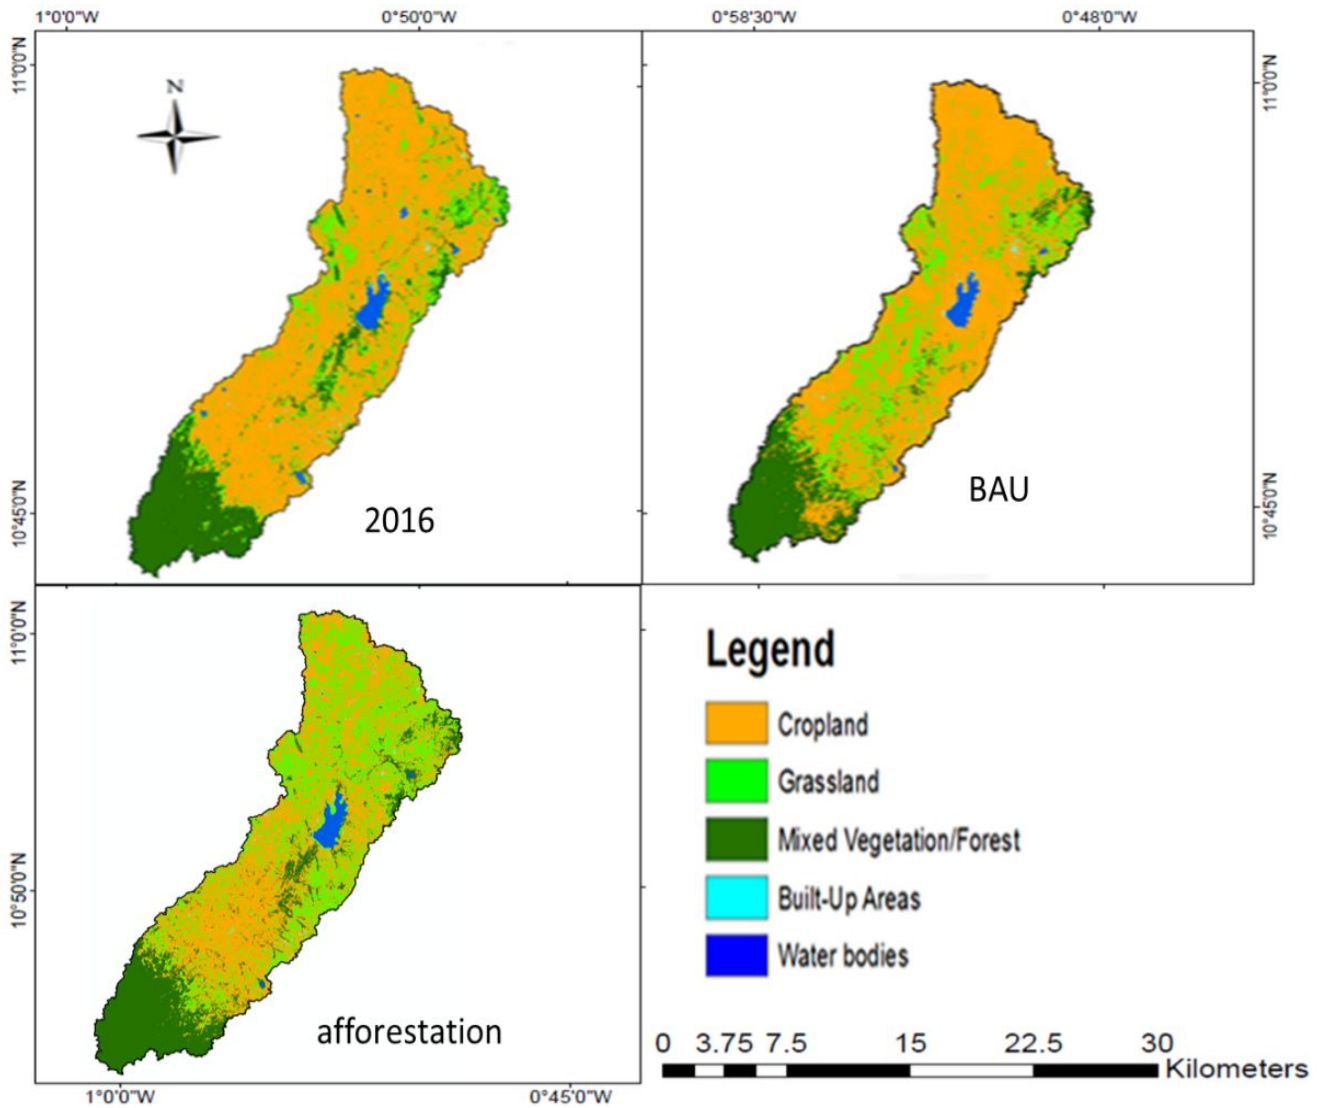 1°0'0"W 0°50'0"W 0°58'30"W 0°48'0"W
11°0'0"N
N
11°0'0"N
10°45'0"N
2016
BAU
10°45'0"N
11°0'0"N
10°50'0"N
afforestation
1°0'0"W 0°45'0"W
Legend
Cropland
Grassland
Mixed Vegetation/Forest
Built-Up Areas
Water bodies
0 3.75 7.5 15 22.5 30
Kilometers